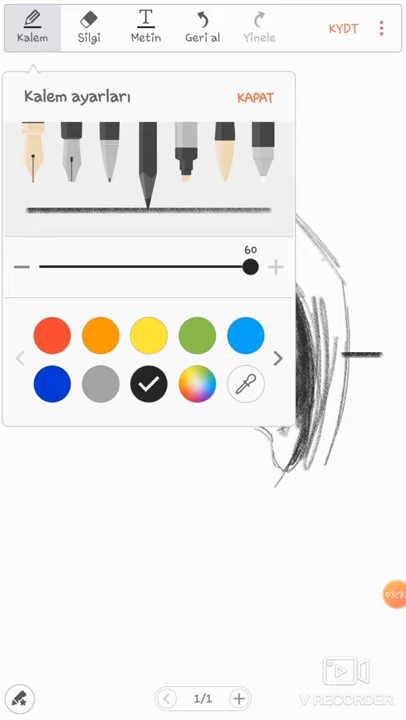 Kalem
Silgi
Metin
Geri al
Yinele
KYDT
Kalem ayarları
KAPAT
60
1/1
V RECORDER